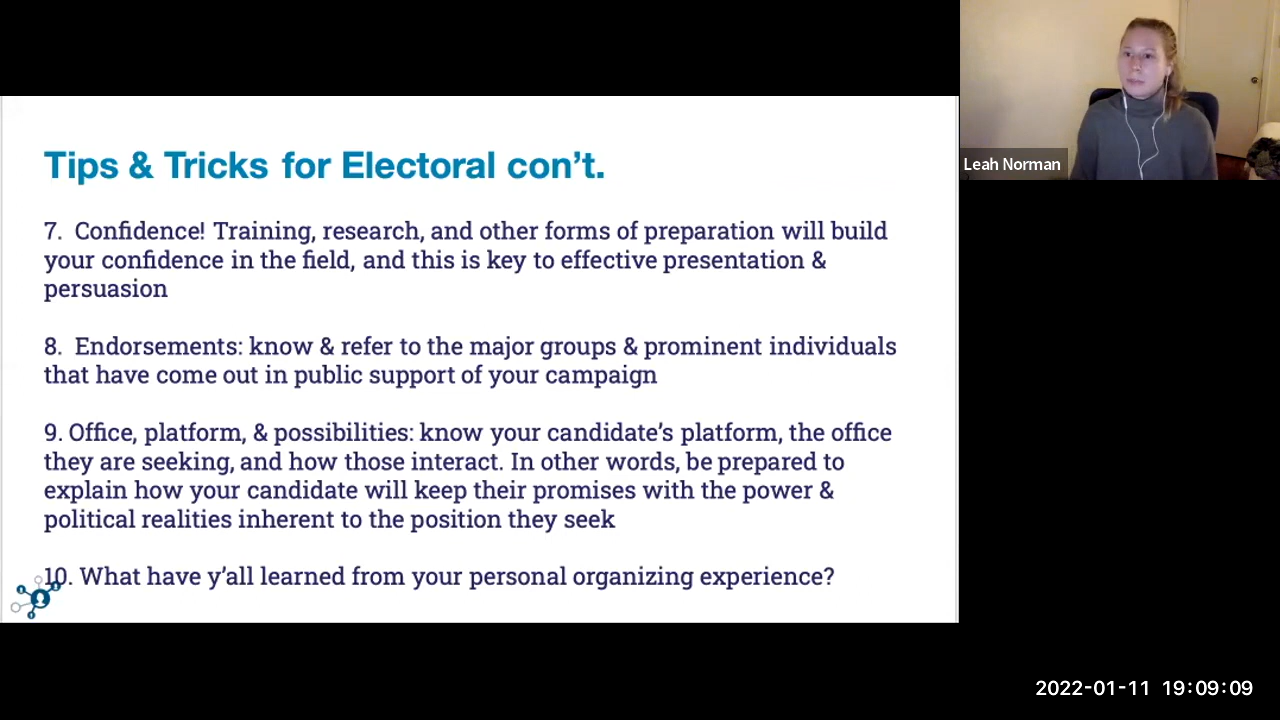 Tips & Tricks for Electoral con't.
7. Confidence! Training, research, and other forms of preparation will build
your confidence in the field, and this is key to effective presentation &
persuasion
8. Endorsements: know & refer to the major groups & prominent individuals
that have come out in public support of your campaign
9. Office, platform, & possibilities: know your candidate's platform, the office
they are seeking, and how those interact. In other words, be prepared to
explain how your candidate will keep their promises with the power &
political realities inherent to the position they seek
10. What have y'all learned from your personal organizing experience?
Leah Norman
2022-01-11 19:09:09